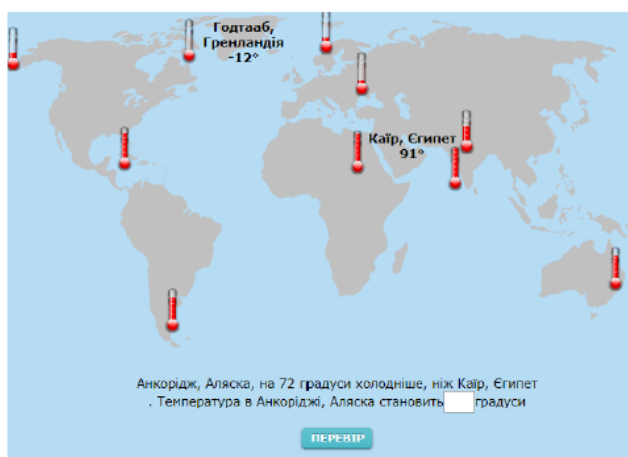 Годтааб,
Гренландія
-12°
Каїр, Єгипет
91°
Анкорідж, Аляска, на 72 градуси холодніше, ніж Каїр, Єгипет
. Температура в Анкоріджі, Аляска становить градуси
ПЕРЕВІР